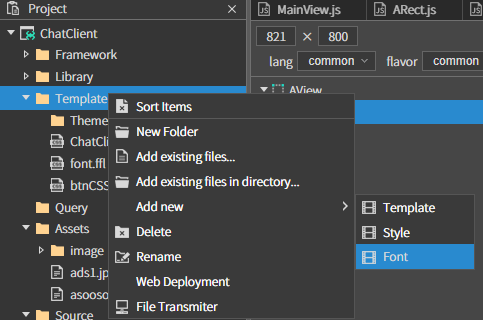 Project
MainView.js
ARect.js
ChatClient
821 × 800
Framework
lang common flavor common
Library
AView
Template
Sort Items
Theme
New Folder
ChatCli
Add existing files...
font.ffl
Add existing files in directory...
btnCSS
Add new
Template
Query
Delete
Style
Assets
Rename
Font
image
Web Deployment
ads1.jp
File Transmiter
asooso
Source